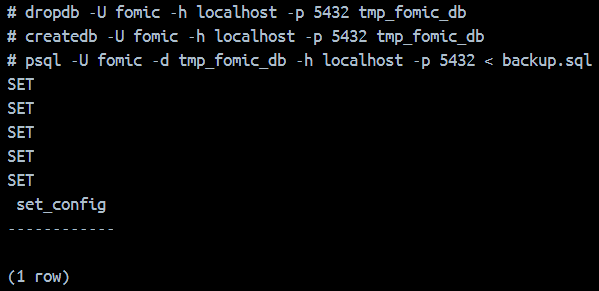 # dropdb -U fomic -h localhost -p 5432 tmp_fomic_db
# createdb -U fomic -h localhost -p 5432 tmp_fomic_db
# psql -U fomic -d tmp_fomic_db -h localhost -p 5432 < backup.sql
SET
SET
SET
SET
SET
 set_config
------------
(1 row)